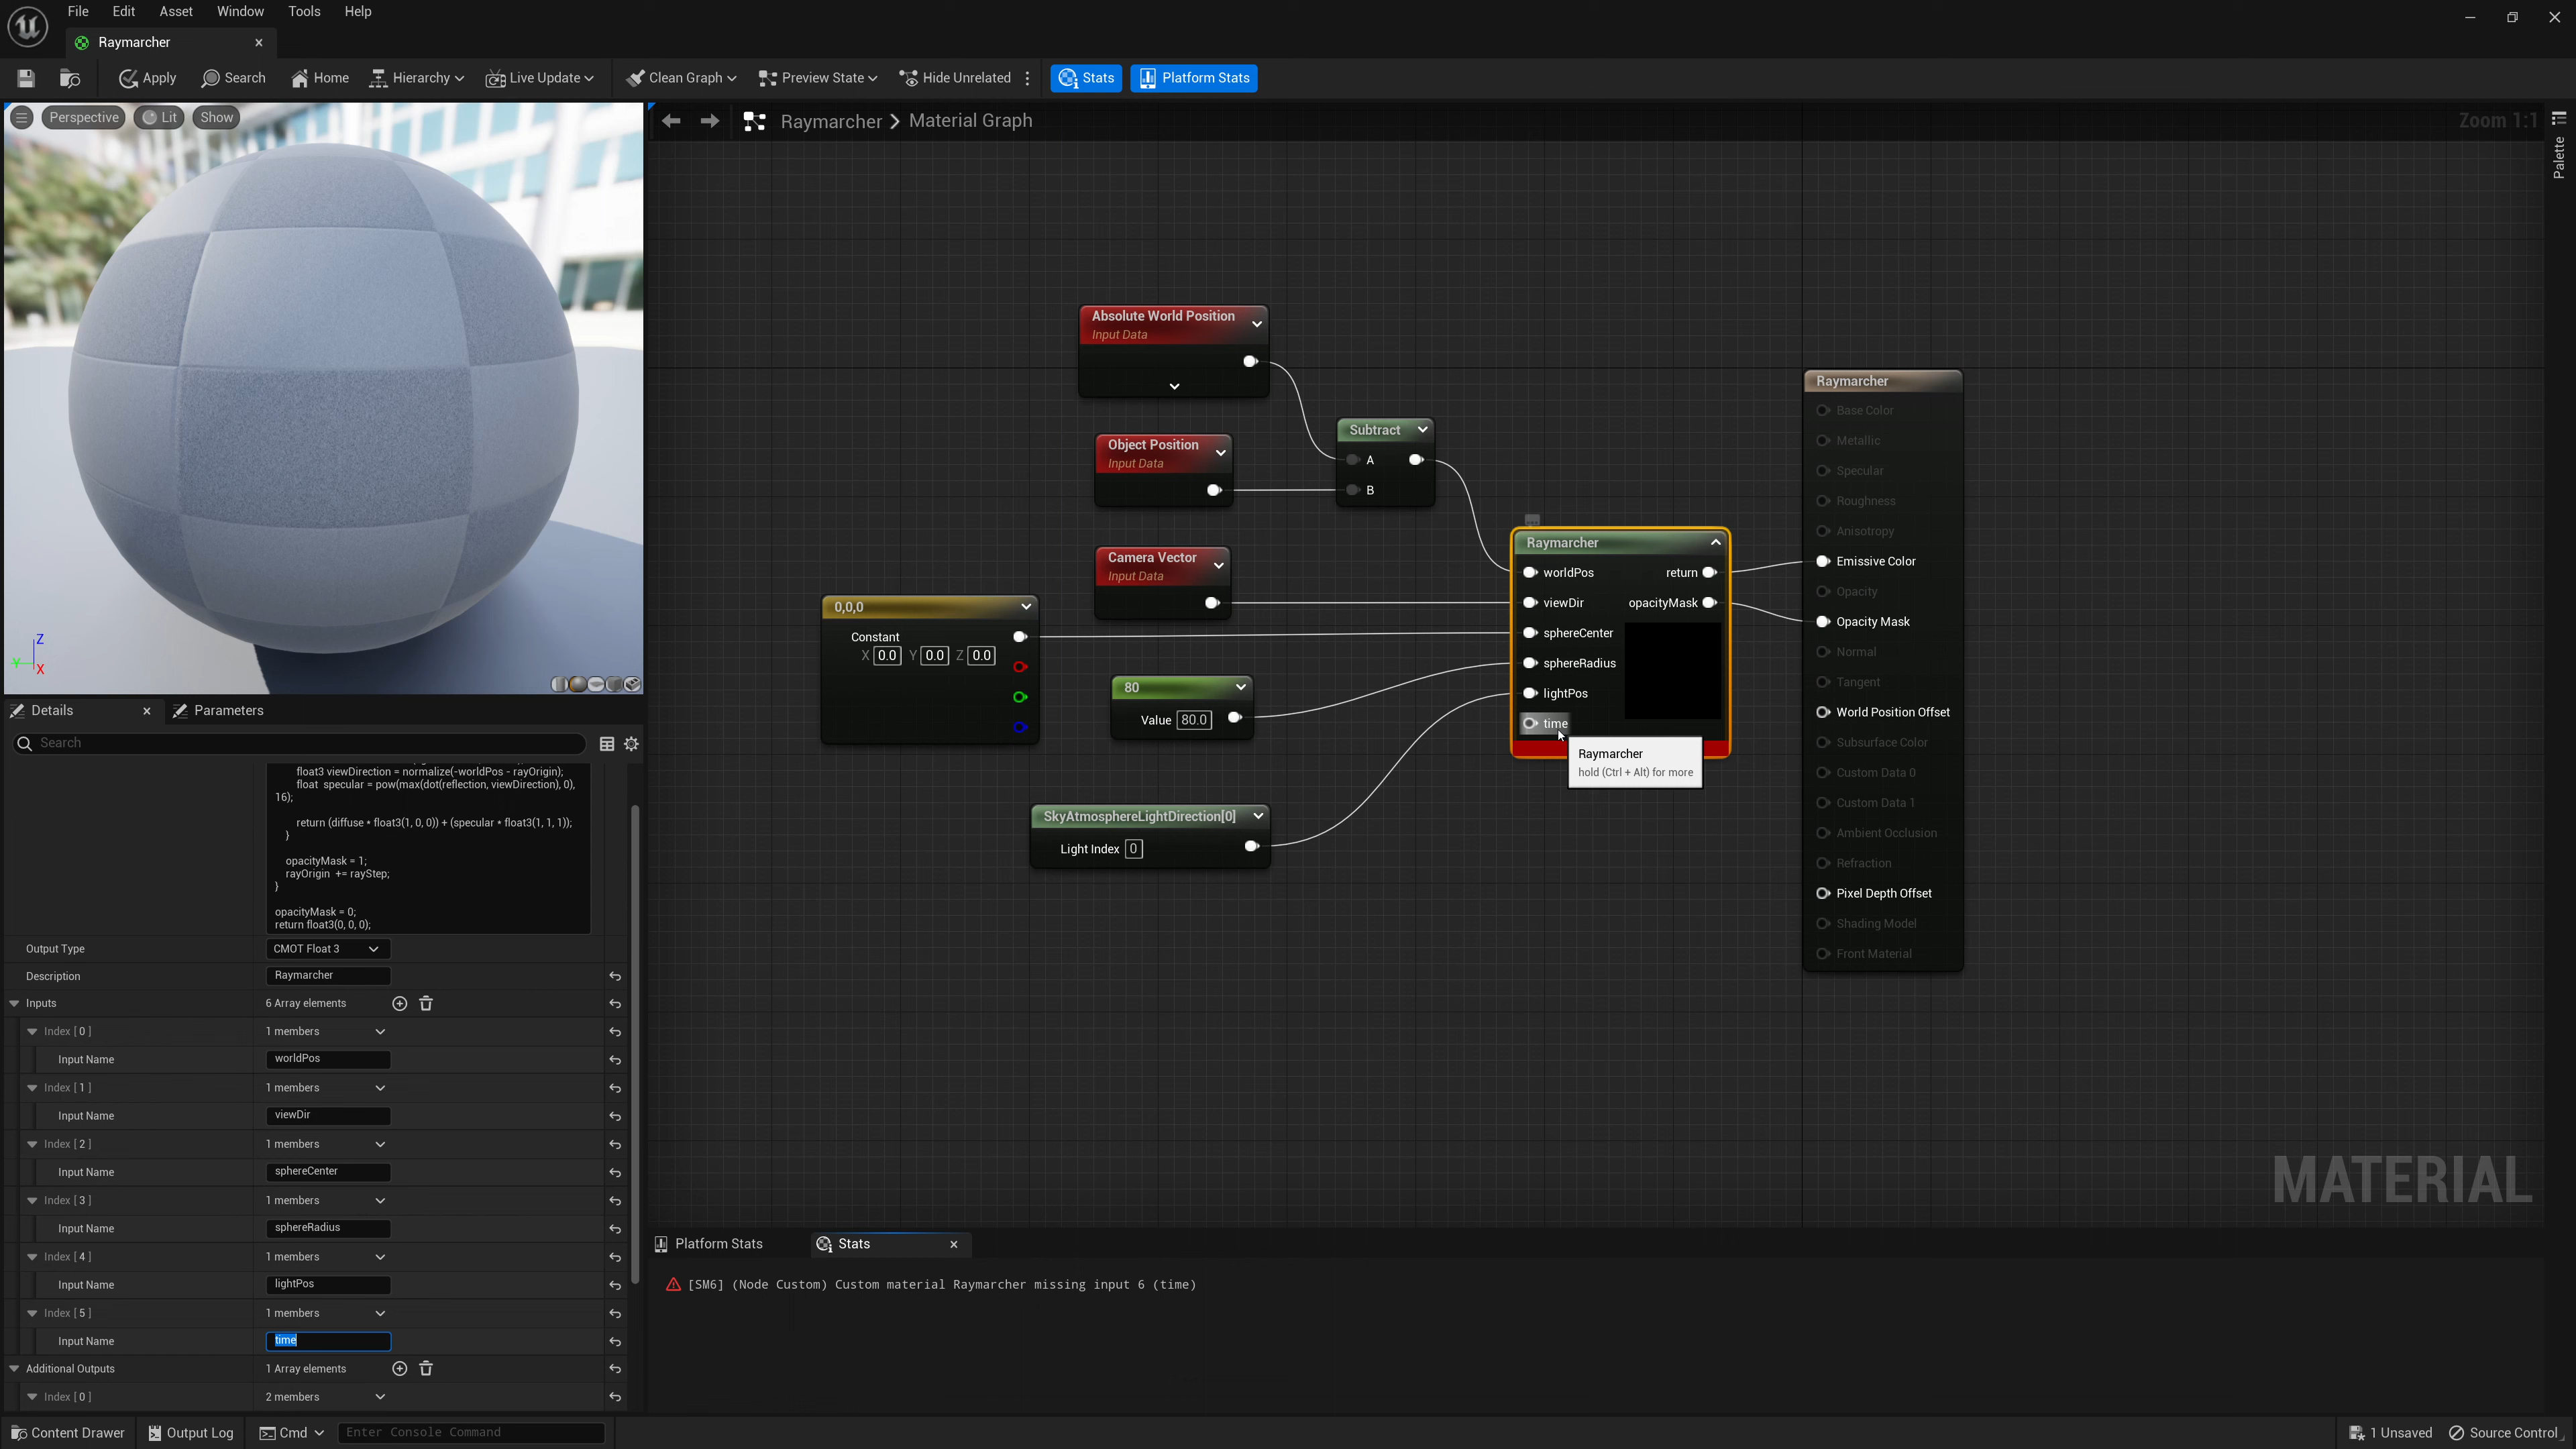 File Edit Asset Window Tools Help
Raymarcher
Apply Search Home Hierarchy Live Update Clean Graph Preview State Hide Unrelated Stats Platform Stats
Perspective Lit Show
Raymarcher > Material Graph
Zoom 1:1
Palette
Z
Y
X
Absolute World Position
Input Data
Object Position
Input Data
Subtract
A
B
Camera Vector
Input Data
0,0,0
Constant
X 0.0 Y 0.0 Z 0.0
80
Value 80.0
SkyAtmosphereLightDirection[0]
Light Index 0
Raymarcher
worldPos return
viewDir opacityMask
sphereCenter
sphereRadius
lightPos
time
Raymarcher
hold (Ctrl + Alt) for more
Raymarcher
Base Color
Metallic
Specular
Roughness
Anisotropy
Emissive Color
Opacity
Opacity Mask
Normal
Tangent
World Position Offset
Subsurface Color
Custom Data 0
Custom Data 1
Ambient Occlusion
Refraction
Pixel Depth Offset
Shading Model
Front Material
MATERIAL
Details Parameters
Search
float3 viewDirection = normalize(-worldPos - rayOrigin);
float specular = pow(max(dot(reflection, viewDirection), 0),
16);
return (diffuse * float3(1, 0, 0)) + (specular * float3(1, 1, 1));
}
opacityMask = 1;
rayOrigin += rayStep;
}
opacityMask = 0;
return float3(0, 0, 0);
Output Type CMOT Float 3
Description Raymarcher
Inputs 6 Array elements
Index [ 0 ] 1 members
Input Name worldPos
Index [ 1 ] 1 members
Input Name viewDir
Index [ 2 ] 1 members
Input Name sphereCenter
Index [ 3 ] 1 members
Input Name sphereRadius
Index [ 4 ] 1 members
Input Name lightPos
Index [ 5 ] 1 members
Input Name time
Additional Outputs 1 Array elements
Index [ 0 ] 2 members
Platform Stats Stats
[SM6] (Node Custom) Custom material Raymarcher missing input 6 (time)
Content Drawer Output Log Cmd Enter Console Command
1 Unsaved Source Control